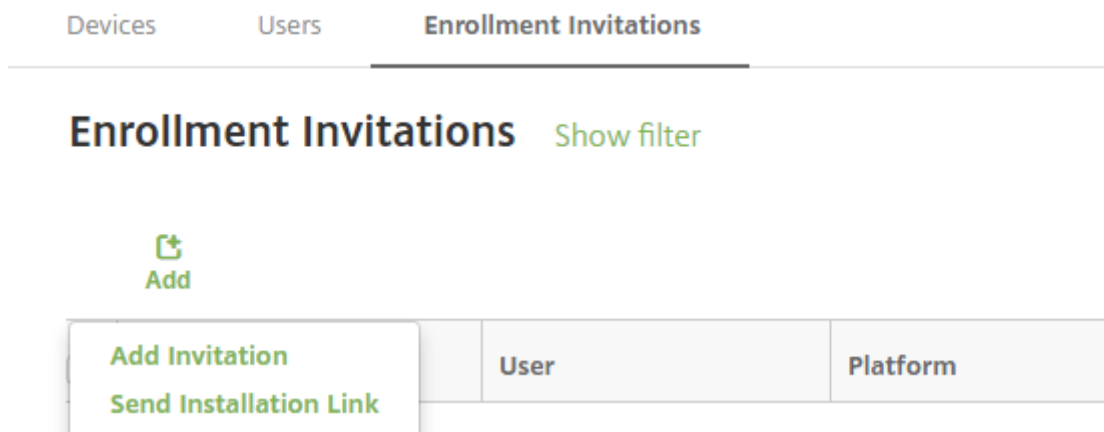 Devices Users Enrollment Invitations
Enrollment Invitations Show filter
Add
Add Invitation
Send Installation Link
User Platform